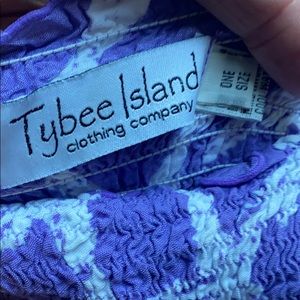 Tybee Island
clothing company
ONE
SIZE